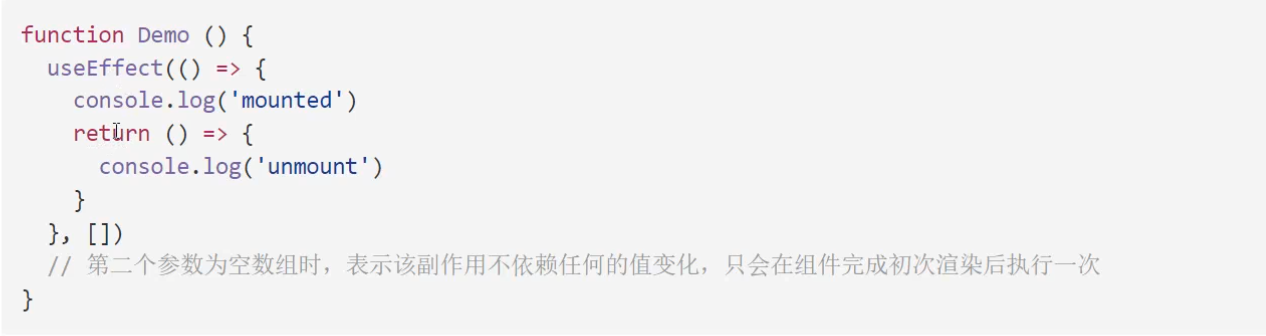 function Demo () {
useEffect(() => {
console.log('mounted')
return () => {
console.log('unmount')
}
}, [])
// 第二个参数为空数组时，表示该副作用不依赖任何的值变化，只会在组件完成初次渲染后执行一次
}